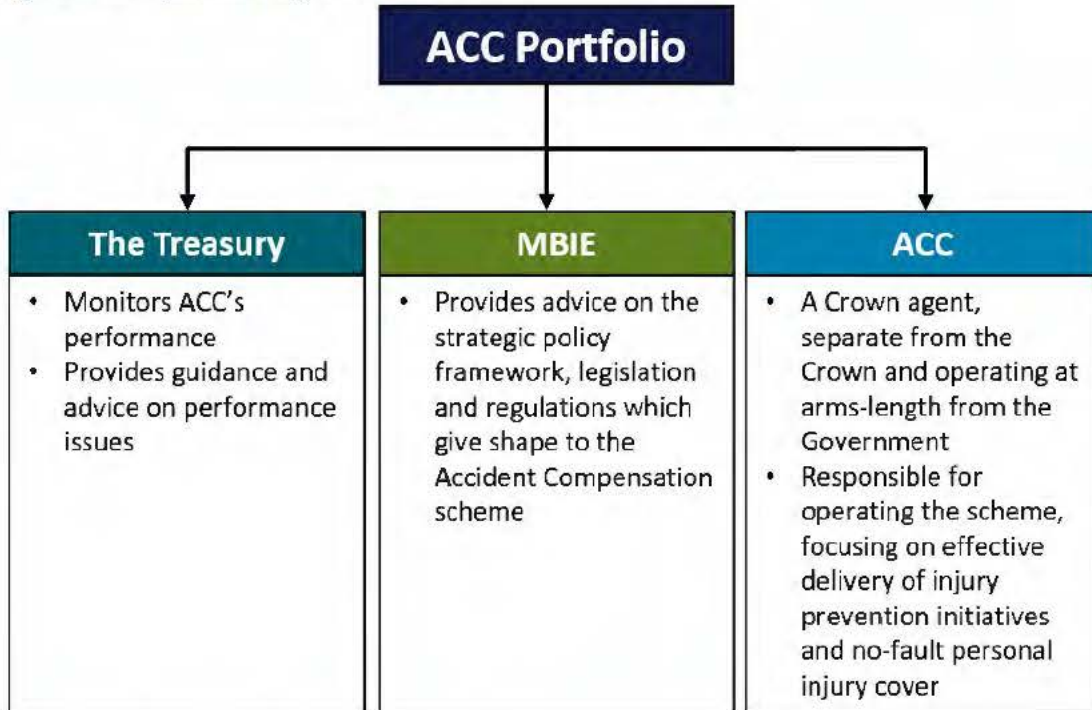 ACC Portfolio
The Treasury
• Monitors ACC's
performance
• Provides guidance and
advice on performance
issues
MBIE
• Provides advice on the
strategic policy
framework, legislation
and regulations which
give shape to the
Accident Compensation
scheme
ACC
• A Crown agent,
separate from the
Crown and operating at
arms-length from the
Government
• Responsible for
operating the scheme,
focusing on effective
delivery of injury
prevention initiatives
and no-fault personal
injury cover